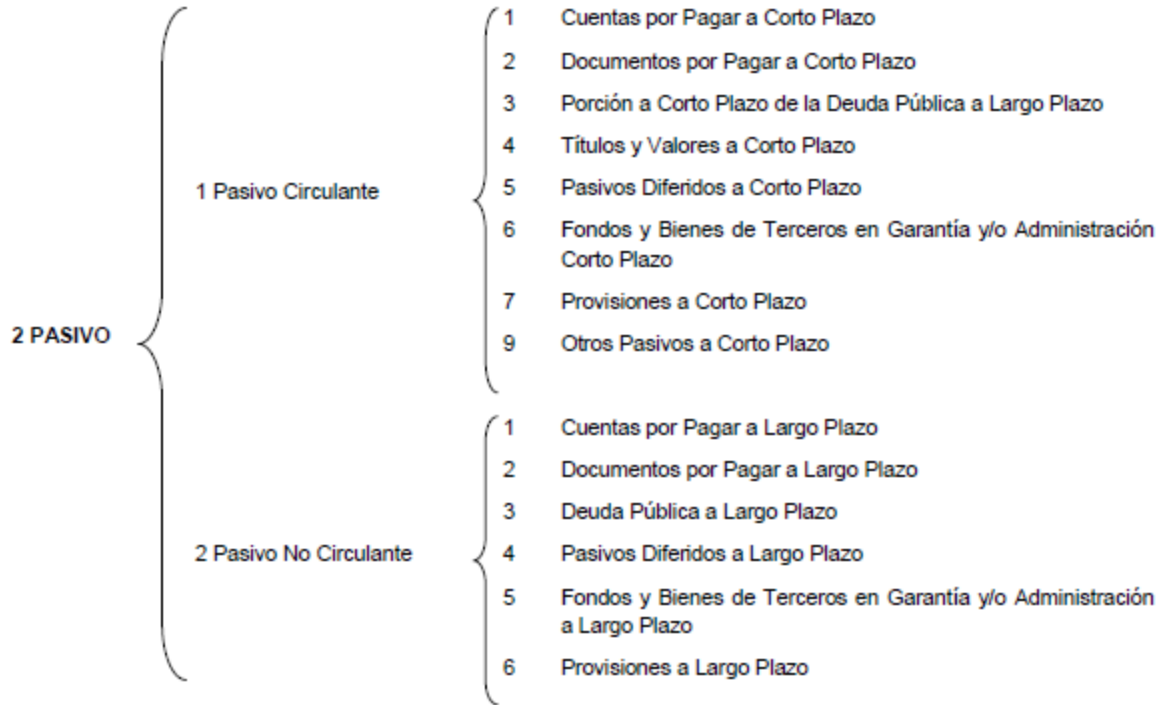 2 PASIVO
1 Pasivo Circulante
1 Cuentas por Pagar a Corto Plazo
2 Documentos por Pagar a Corto Plazo
3 Porción a Corto Plazo de la Deuda Pública a Largo Plazo
4 Títulos y Valores a Corto Plazo
5 Pasivos Diferidos a Corto Plazo
6 Fondos y Bienes de Terceros en Garantía y/o Administración
Corto Plazo
7 Provisiones a Corto Plazo
9 Otros Pasivos a Corto Plazo
2 Pasivo No Circulante
1 Cuentas por Pagar a Largo Plazo
2 Documentos por Pagar a Largo Plazo
3 Deuda Pública a Largo Plazo
4 Pasivos Diferidos a Largo Plazo
5 Fondos y Bienes de Terceros en Garantía y/o Administración
a Largo Plazo
6 Provisiones a Largo Plazo